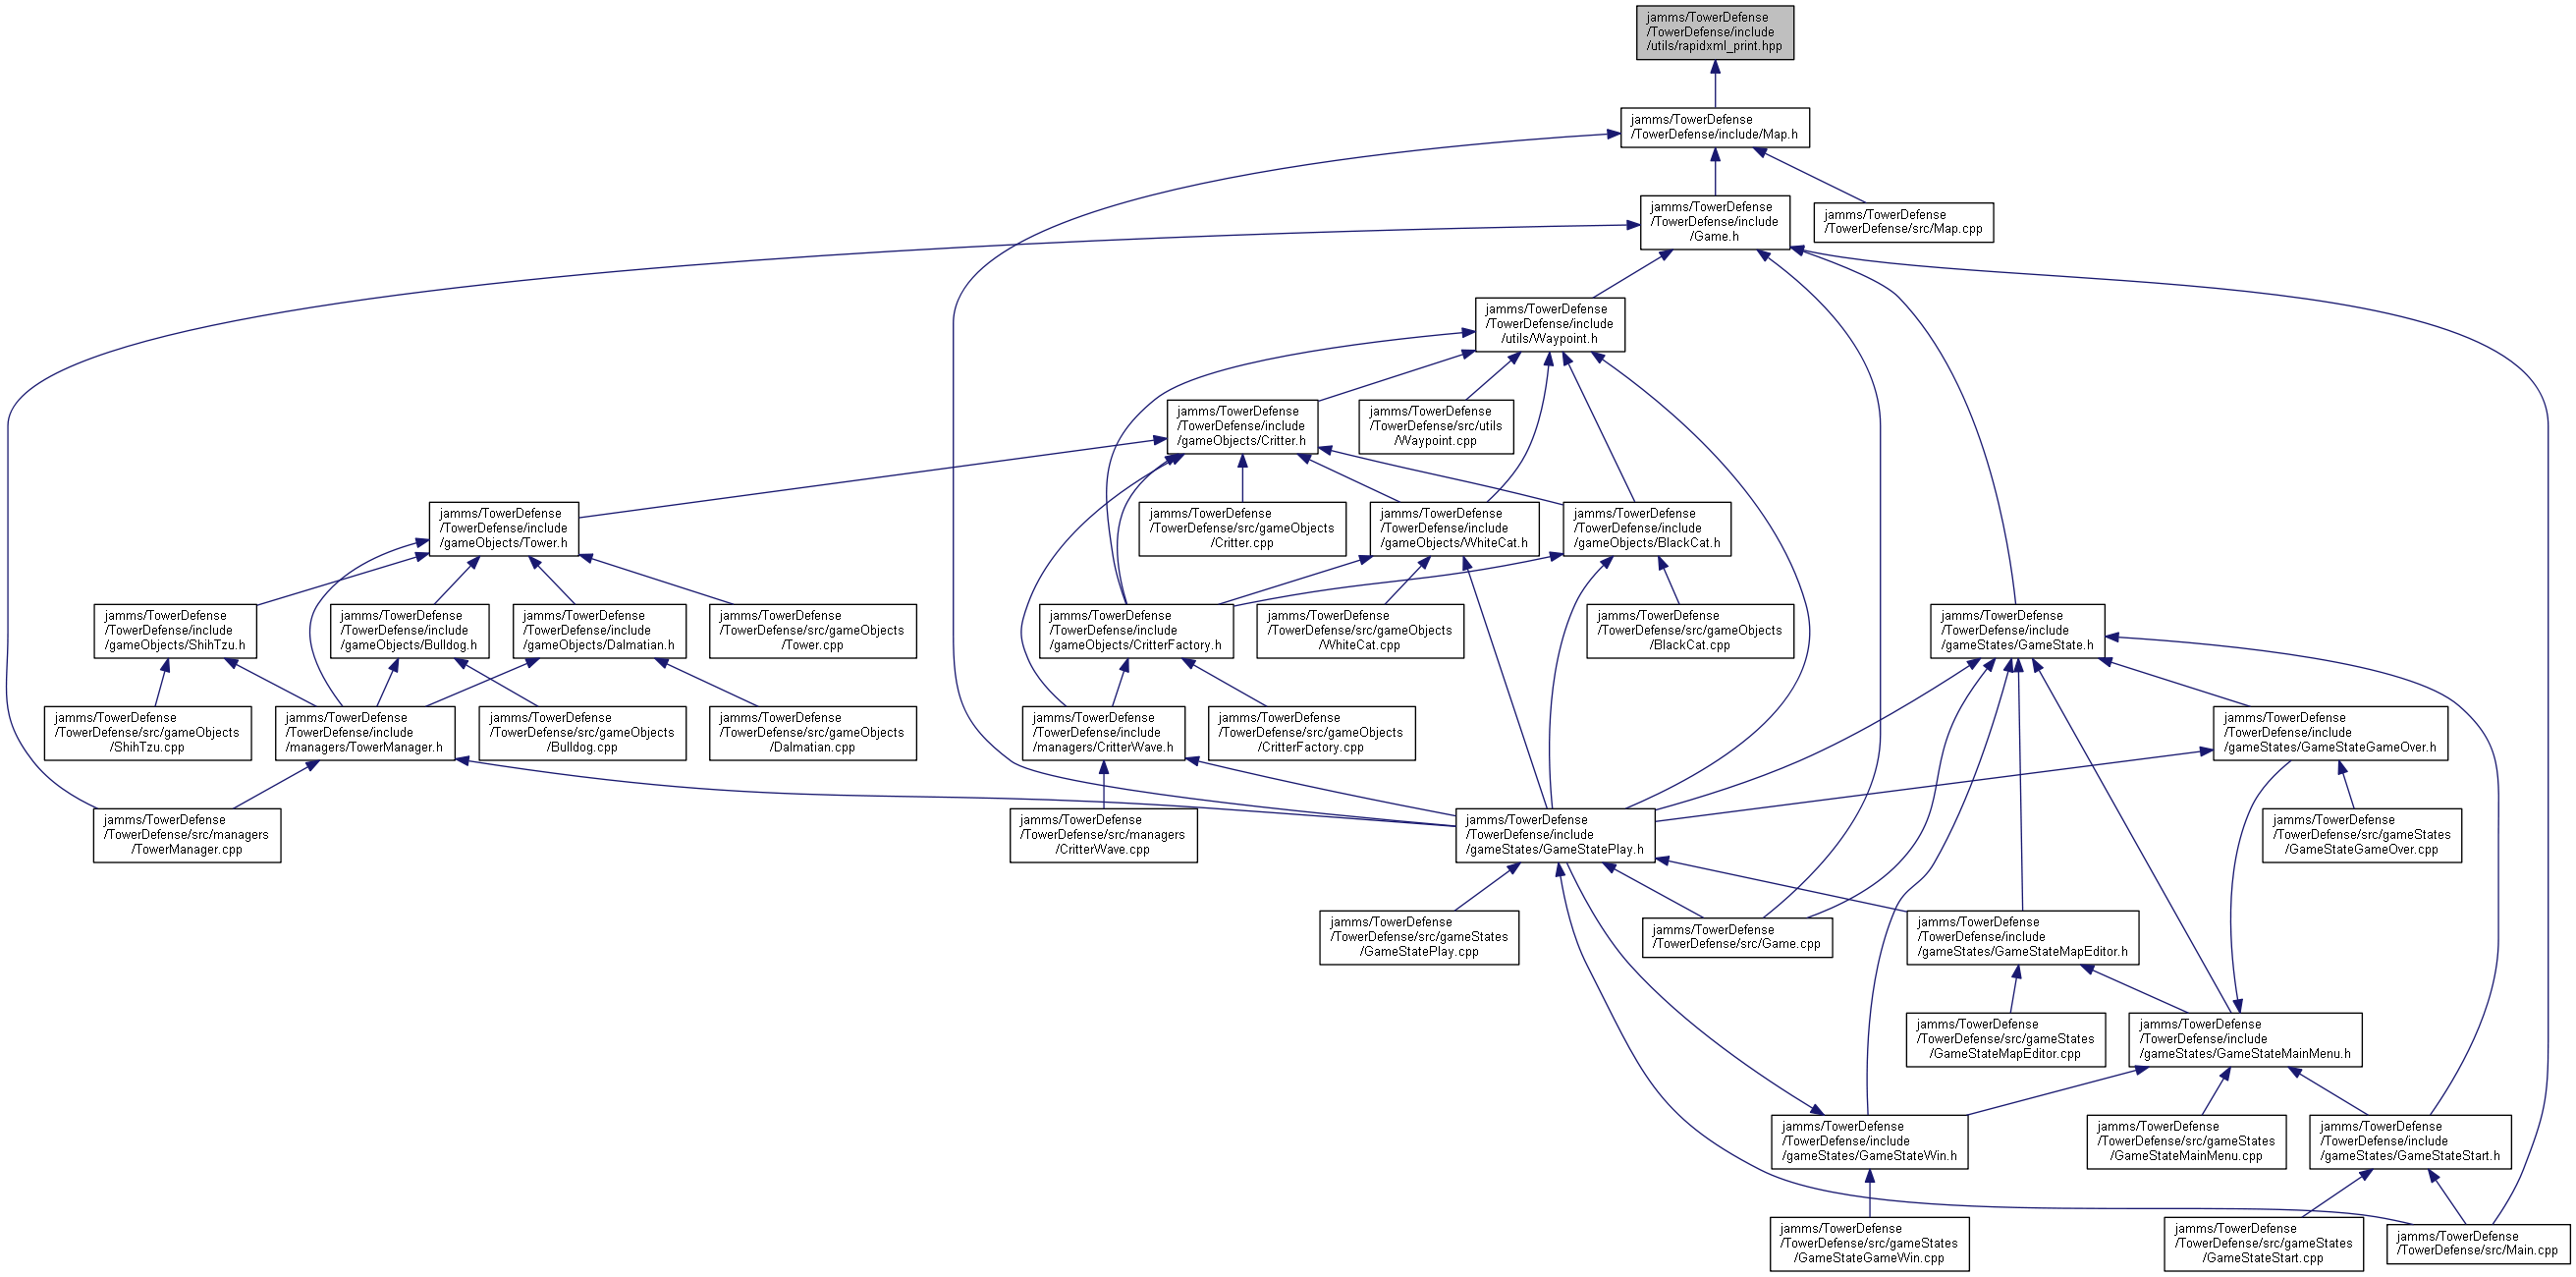 jamms/TowerDefense
/TowerDefense/include
/utils/rapidxml_print.hpp
jamms/TowerDefense
/TowerDefense/include/Map.h
jamms/TowerDefense
/TowerDefense/include
/Game.h
jamms/TowerDefense
/TowerDefense/src/Map.cpp
jamms/TowerDefense
/TowerDefense/include
/utils/Waypoint.h
jamms/TowerDefense
/TowerDefense/include
/gameObjects/Critter.h
jamms/TowerDefense
/TowerDefense/src/utils
/Waypoint.cpp
jamms/TowerDefense
/TowerDefense/include
/gameObjects/Tower.h
jamms/TowerDefense
/TowerDefense/src/gameObjects
/Critter.cpp
jamms/TowerDefense
/TowerDefense/include
/gameObjects/WhiteCat.h
jamms/TowerDefense
/TowerDefense/include
/gameObjects/BlackCat.h
jamms/TowerDefense
/TowerDefense/include
/gameObjects/ShihTzu.h
jamms/TowerDefense
/TowerDefense/include
/gameObjects/Bulldog.h
jamms/TowerDefense
/TowerDefense/include
/gameObjects/Dalmatian.h
jamms/TowerDefense
/TowerDefense/src/gameObjects
/Tower.cpp
jamms/TowerDefense
/TowerDefense/include
/gameObjects/CritterFactory.h
jamms/TowerDefense
/TowerDefense/src/gameObjects
/WhiteCat.cpp
jamms/TowerDefense
/TowerDefense/src/gameObjects
/BlackCat.cpp
jamms/TowerDefense
/TowerDefense/include
/gameStates/GameState.h
jamms/TowerDefense
/TowerDefense/src/gameObjects
/ShihTzu.cpp
jamms/TowerDefense
/TowerDefense/include
/managers/TowerManager.h
jamms/TowerDefense
/TowerDefense/src/gameObjects
/Bulldog.cpp
jamms/TowerDefense
/TowerDefense/src/gameObjects
/Dalmatian.cpp
jamms/TowerDefense
/TowerDefense/include
/managers/CritterWave.h
jamms/TowerDefense
/TowerDefense/src/gameObjects
/CritterFactory.cpp
jamms/TowerDefense
/TowerDefense/include
/gameStates/GameStateGameOver.h
jamms/TowerDefense
/TowerDefense/src/managers
/TowerManager.cpp
jamms/TowerDefense
/TowerDefense/src/managers
/CritterWave.cpp
jamms/TowerDefense
/TowerDefense/include
/gameStates/GameStatePlay.h
jamms/TowerDefense
/TowerDefense/src/gameStates
/GameStateGameOver.cpp
jamms/TowerDefense
/TowerDefense/src/gameStates
/GameStatePlay.cpp
jamms/TowerDefense
/TowerDefense/src/Game.cpp
jamms/TowerDefense
/TowerDefense/include
/gameStates/GameStateMapEditor.h
jamms/TowerDefense
/TowerDefense/src/gameStates
/GameStateMapEditor.cpp
jamms/TowerDefense
/TowerDefense/include
/gameStates/GameStateMainMenu.h
jamms/TowerDefense
/TowerDefense/include
/gameStates/GameStateWin.h
jamms/TowerDefense
/TowerDefense/src/gameStates
/GameStateMainMenu.cpp
jamms/TowerDefense
/TowerDefense/include
/gameStates/GameStateStart.h
jamms/TowerDefense
/TowerDefense/src/gameStates
/GameStateGameWin.cpp
jamms/TowerDefense
/TowerDefense/src/gameStates
/GameStateStart.cpp
jamms/TowerDefense
/TowerDefense/src/Main.cpp